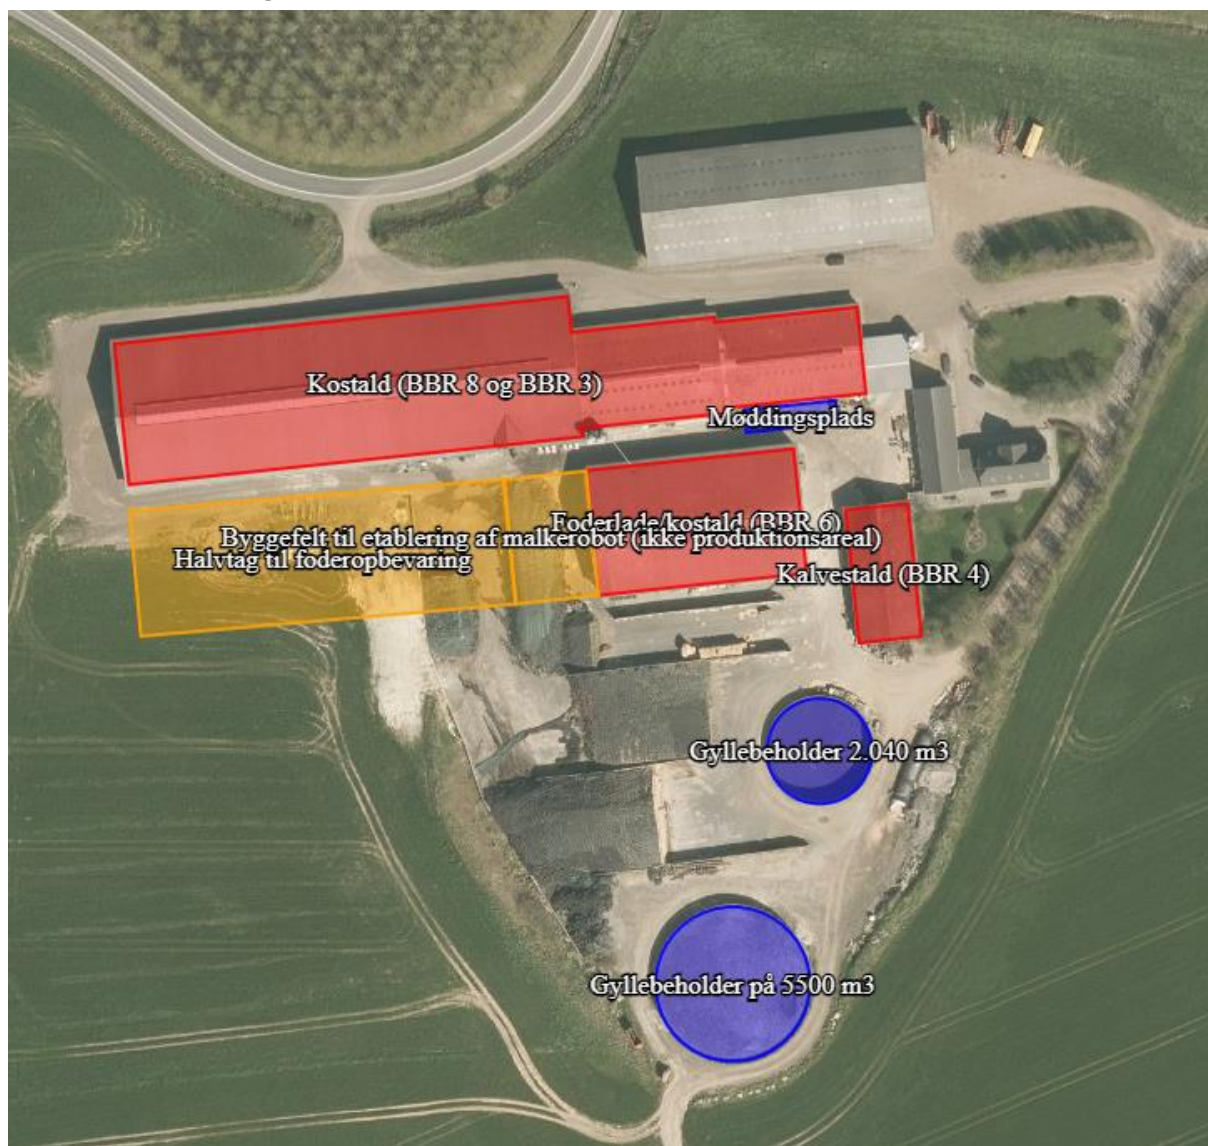 Kostald (BBR 8 og BBR 3)
Møddingsplads
Foderlade/kostald (BBR 6)
Byggefelt til etablering af malkerobot (ikke produktionsareal)
Halvtag til foderopbevaring
Kalvestald (BBR 4)
Gyllebeholder 2.040 m3
Gyllebeholder på 5500 m3